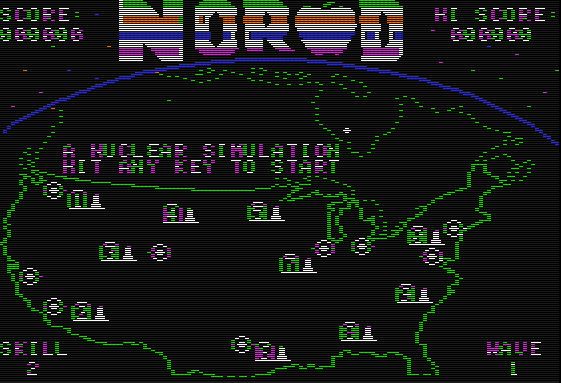 SCORE:
000000
NORAD
HI SCORE:
000000
A NUCLEAR SIMULATION
HIT ANY KEY TO START
SKILL
2
WAVE
1